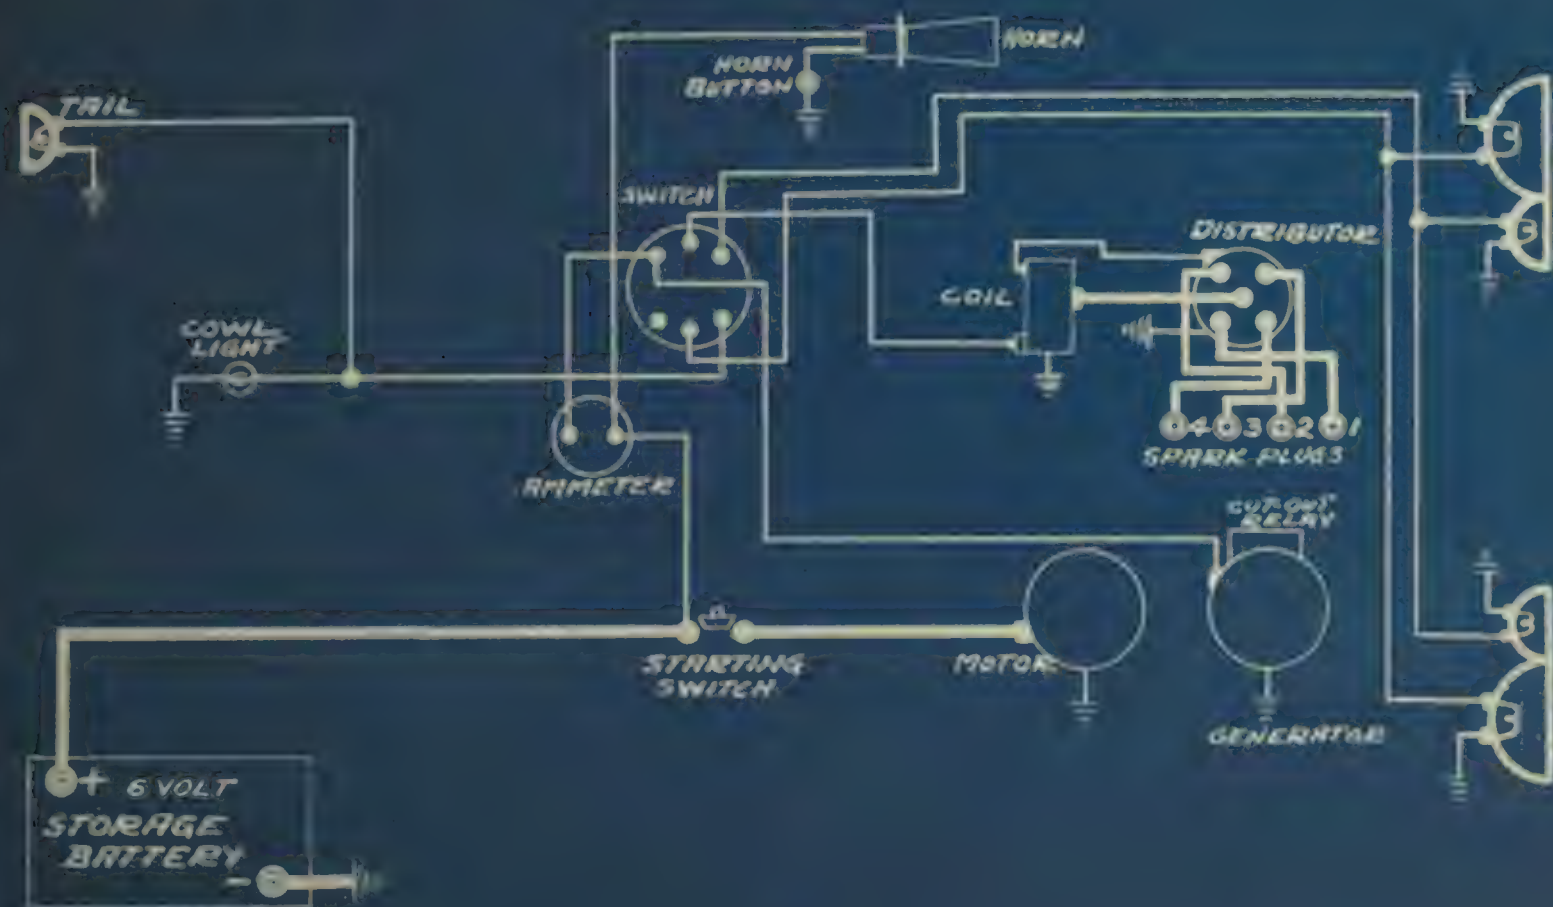 HORN
HORN
BUTTON
TAIL
SWITCH
DISTRIBUTOR
COIL
COWL
LIGHT
4 3 2 1
SPARK PLUGS
AMMETER
CUT-OUT
RELAY
STARTING
SWITCH
MOTOR
GENERATOR
+ 6 VOLT
STORAGE
BATTERY
-